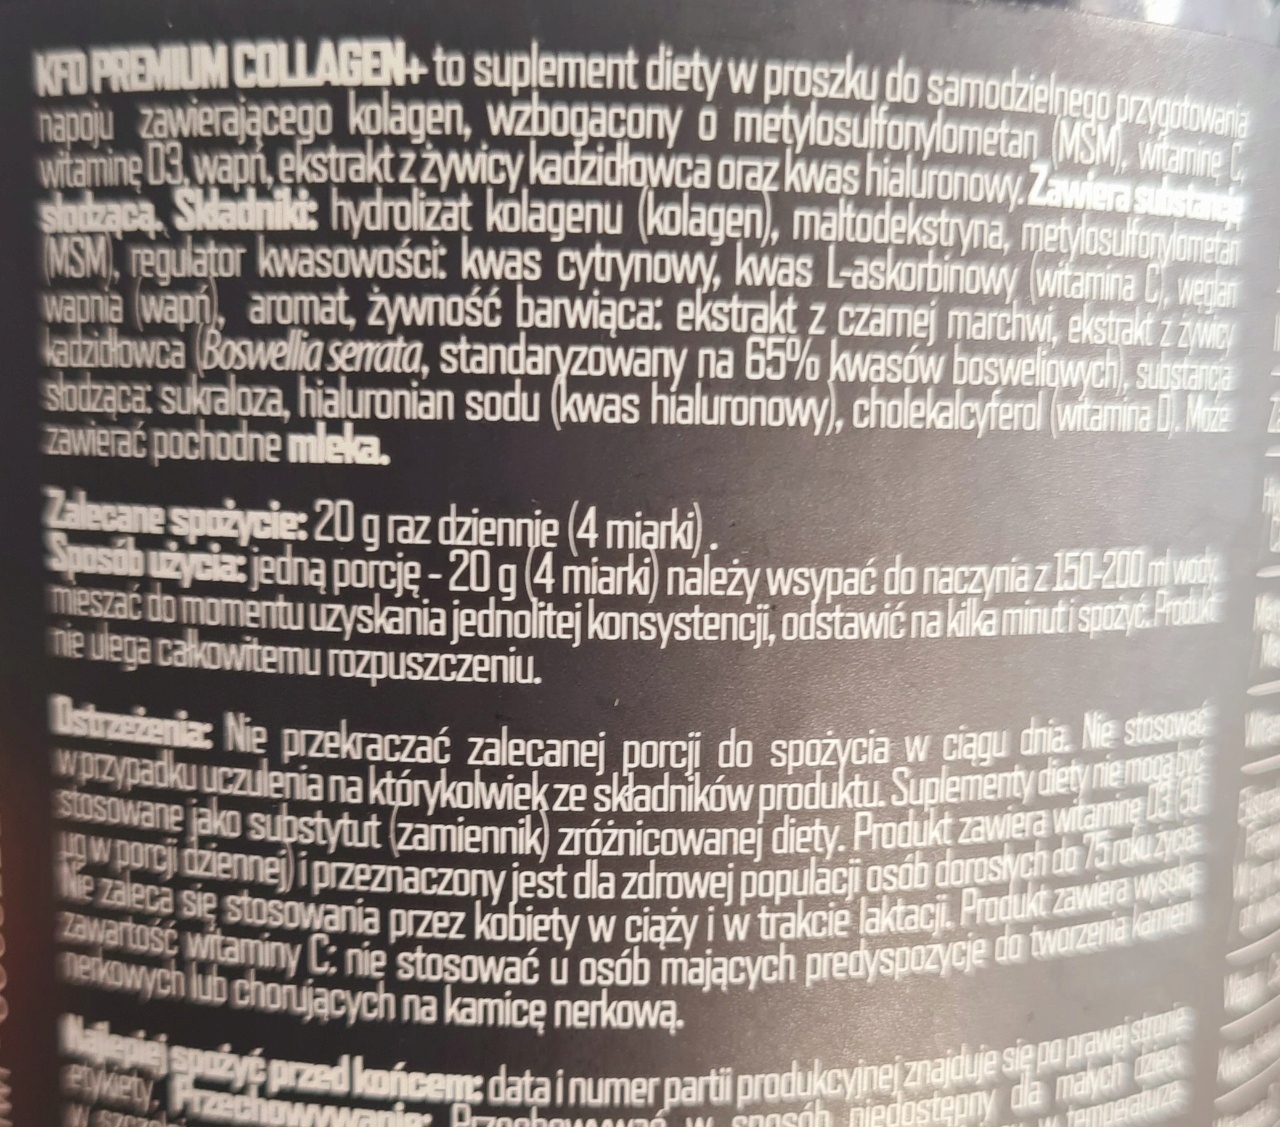 KFD PREMIUM COLLAGEN+ to suplement diety w proszku do samodzielnego przygotowania
napoju zawierającego kolagen, wzbogacony o metylosulfonylometan (MSM), witaminę C,
witaminę D3, wapń, ekstrakt z żywicy kadzidłowca oraz kwas hialuronowy. Zawiera substancję
słodzącą. Składniki: hydrolizat kolagenu (kolagen), maltodekstryna, metylosulfonylometan
(MSM), regulator kwasowości: kwas cytrynowy, kwas L-askorbinowy (witamina C), węglan
wapnia (wapń), aromat, żywność barwiąca: ekstrakt z czarnej marchwi, ekstrakt z żywicy
kadzidłowca (Boswellia serrata, standaryzowany na 65% kwasów bosweliowych), substancja
słodząca: sukraloza, hialuronian sodu (kwas hialuronowy), cholekalcyferol (witamina D). Może
zawierać pochodne mleka.
Zalecane spożycie: 20 g raz dziennie (4 miarki) .
Sposób użycia: jedną porcję - 20 g (4 miarki) należy wsypać do naczynia z 150-200 ml wody,
mieszać do momentu uzyskania jednolitej konsystencji, odstawić na kilka minut i spożyć. Produkt
nie ulega całkowitemu rozpuszczeniu.
Ostrzeżenia: Nie przekraczać zalecanej porcji do spożycia w ciągu dnia. Nie stosować
w przypadku uczulenia na którykolwiek ze składników produktu. Suplementy diety nie mogą być
stosowane jako substytut (zamiennik) zróżnicowanej diety. Produkt zawiera witaminę D3 (50
µg w porcji dziennej) i przeznaczony jest dla zdrowej populacji osób dorosłych do 75 roku życia.
Nie zaleca się stosowania przez kobiety w ciąży i w trakcie laktacji. Produkt zawiera wysoką
zawartość witaminy C: nie stosować u osób mających predyspozycje do tworzenia kamieni
nerkowych lub chorujących na kamicę nerkową.
Najlepiej spożyć przed końcem: data i numer partii produkcyjnej znajduje się po prawej stronie
etykiety. Przechowywanie: Przechowywać w sposób niedostępny dla małych dzieci,
w temperaturze